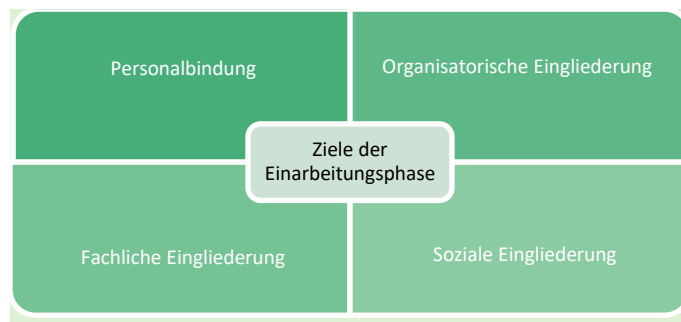 Personalbindung
Organisatorische Eingliederung
Ziele der
Einarbeitungsphase
Fachliche Eingliederung
Soziale Eingliederung